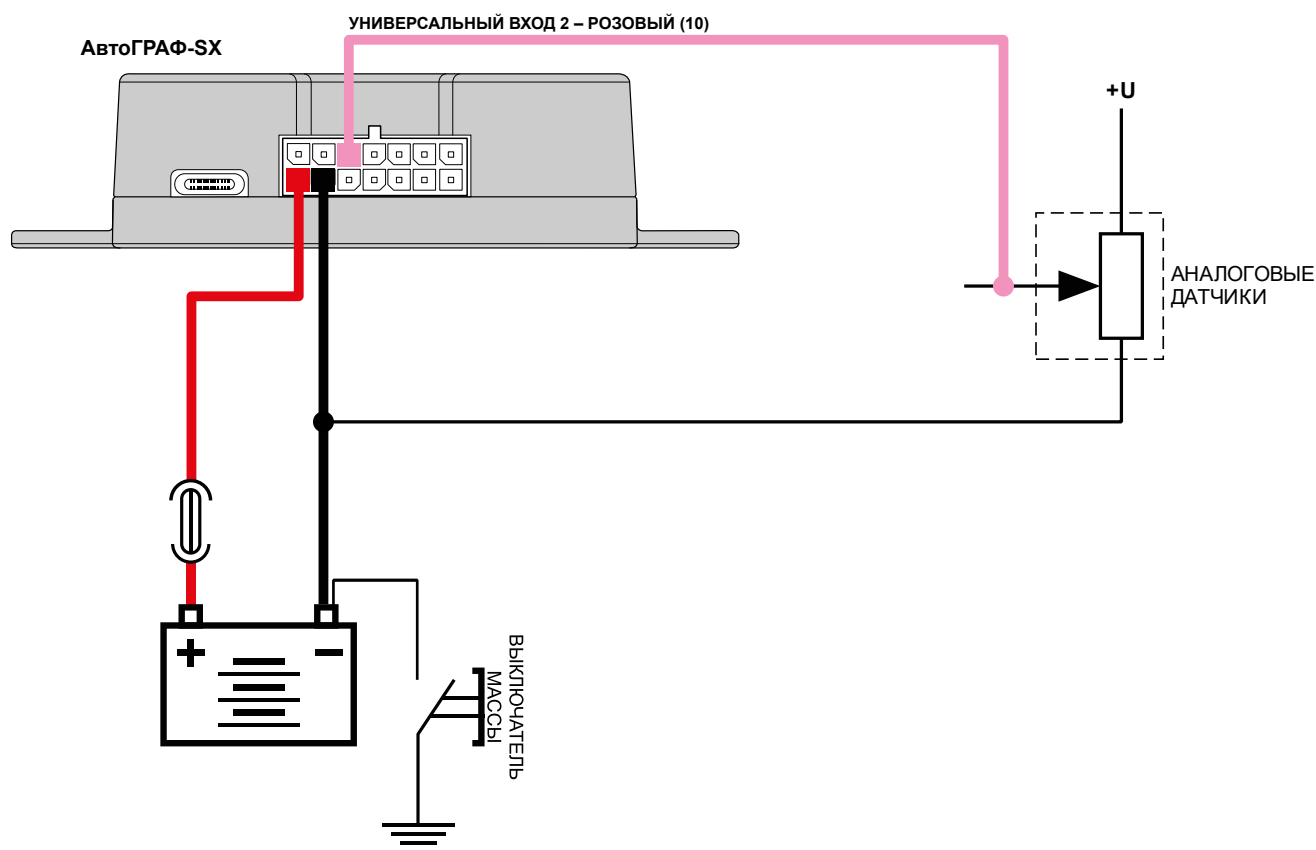 УНИВЕРСАЛЬНЫЙ ВХОД 2 – РОЗОВЫЙ (10)
АвтоГРАФ-SX
+U
АНАЛОГОВЫЕ
ДАТЧИКИ
ВЫКЛЮЧАТЕЛЬ
МАССЫ